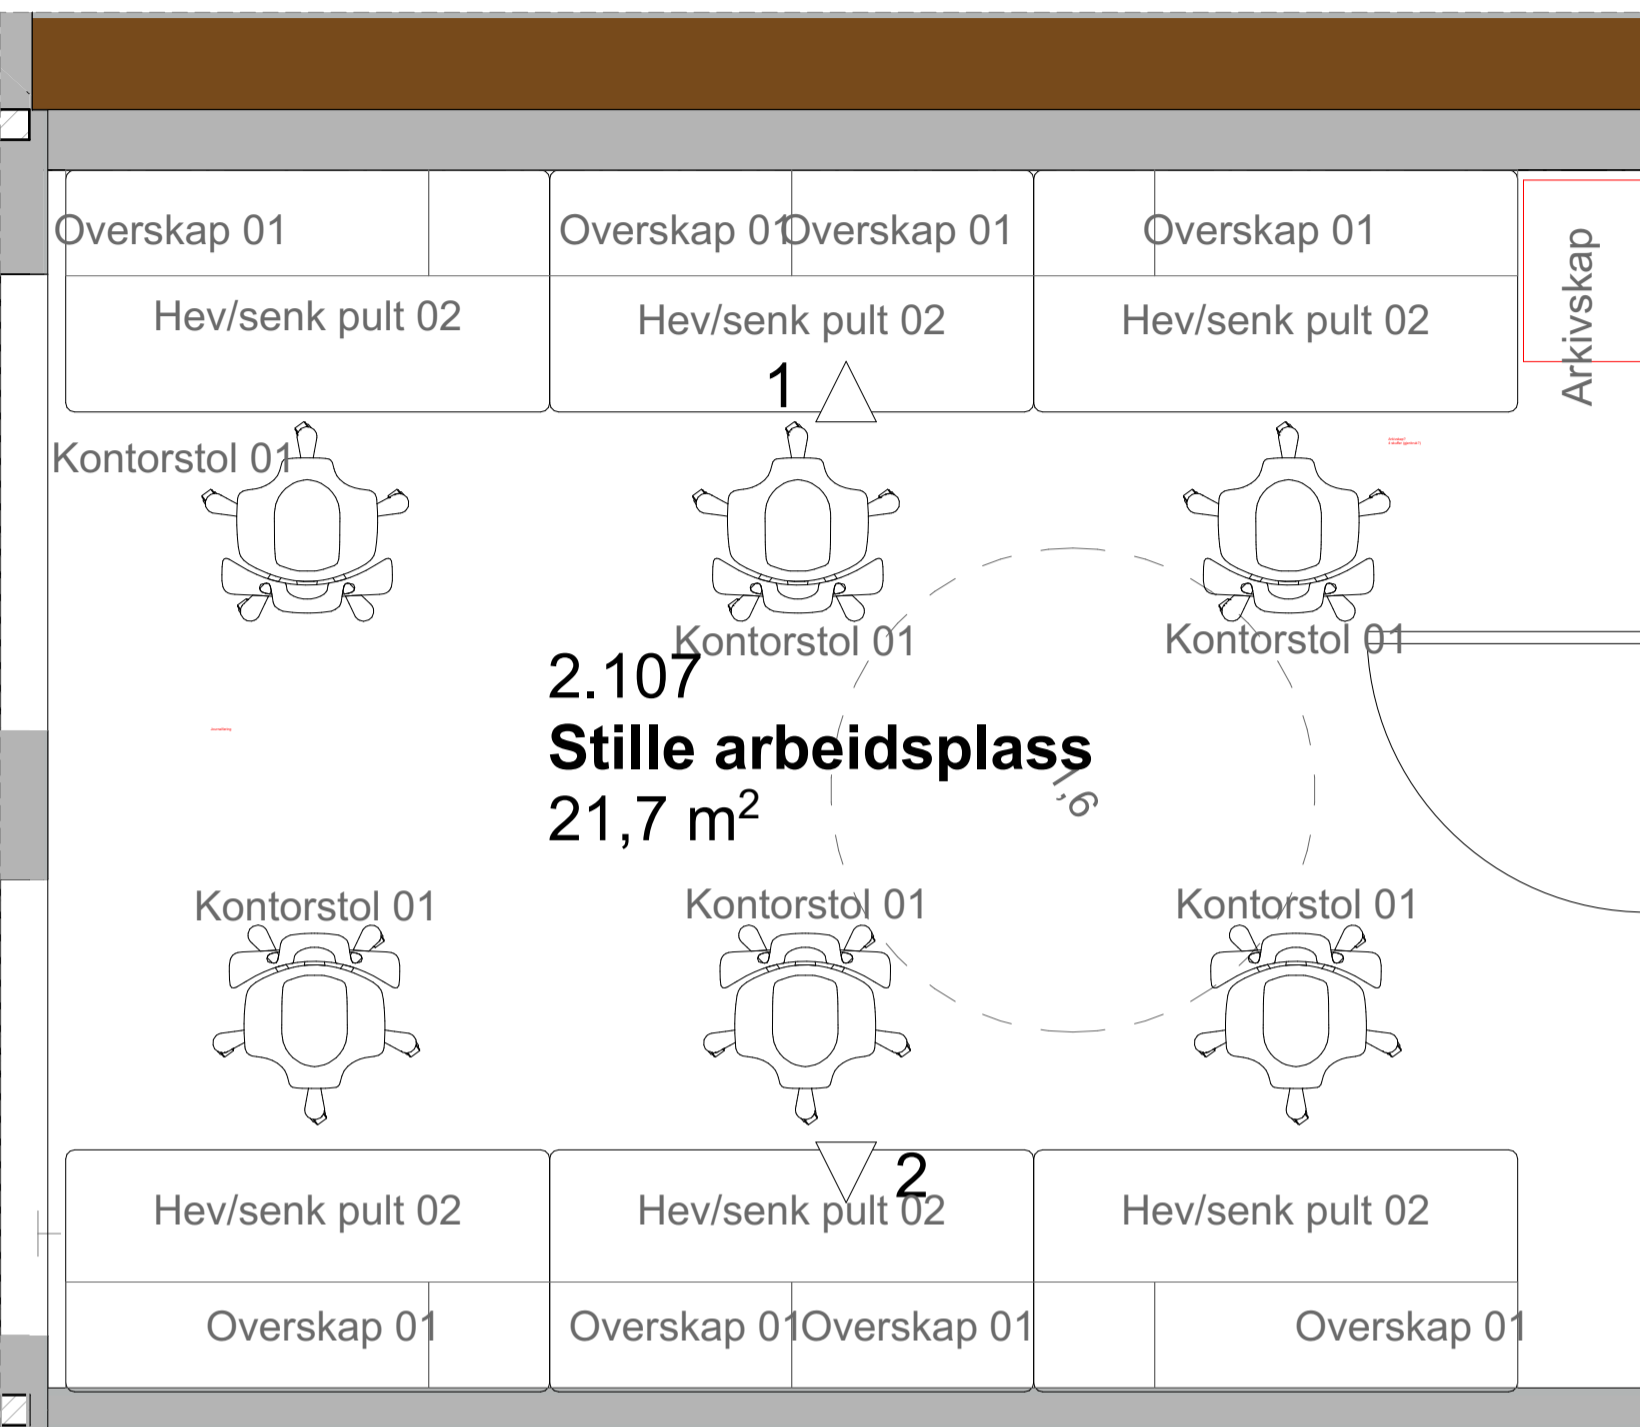 Overskap 01
Overskap 01
Overskap 01
Overskap 01
Hev/senk pult 02
Hev/senk pult 02
Hev/senk pult 02
Arkivskap
1
Kontorstol 01
Kontorstol 01
Kontorstol 01
2.107
Stille arbeidsplass
21,7 m²
1,6
Kontorstol 01
Kontorstol 01
Kontorstol 01
2
Hev/senk pult 02
Hev/senk pult 02
Hev/senk pult 02
Overskap 01
Overskap 01
Overskap 01
Overskap 01